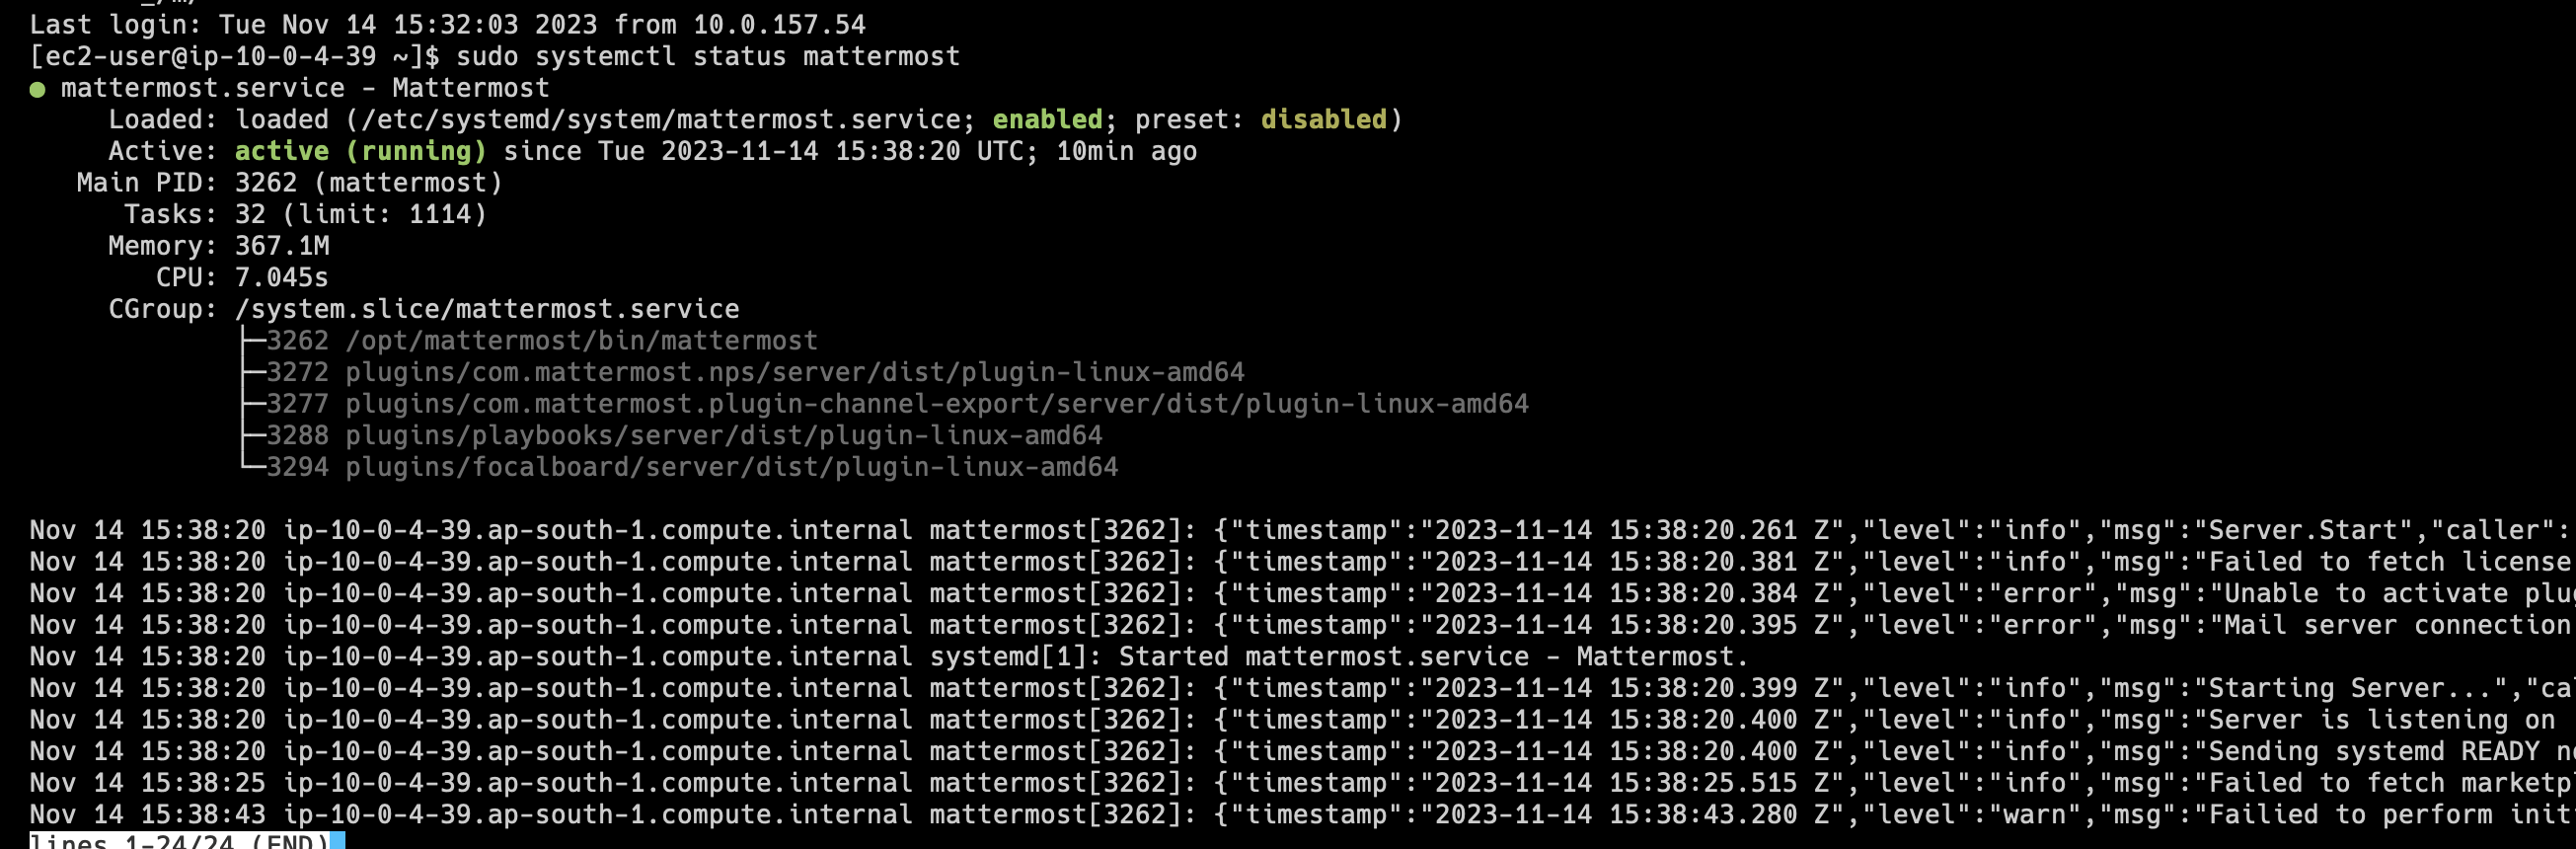 Last login: Tue Nov 14 15:32:03 2023 from 10.0.157.54
[ec2-user@ip-10-0-4-39 ~]$ sudo systemctl status mattermost
● mattermost.service - Mattermost
     Loaded: loaded (/etc/systemd/system/mattermost.service; enabled; preset: disabled)
     Active: active (running) since Tue 2023-11-14 15:38:20 UTC; 10min ago
   Main PID: 3262 (mattermost)
      Tasks: 32 (limit: 1114)
     Memory: 367.1M
        CPU: 7.045s
     CGroup: /system.slice/mattermost.service
             ├─3262 /opt/mattermost/bin/mattermost
             ├─3272 plugins/com.mattermost.nps/server/dist/plugin-linux-amd64
             ├─3277 plugins/com.mattermost.plugin-channel-export/server/dist/plugin-linux-amd64
             ├─3288 plugins/playbooks/server/dist/plugin-linux-amd64
             └─3294 plugins/focalboard/server/dist/plugin-linux-amd64
Nov 14 15:38:20 ip-10-0-4-39.ap-south-1.compute.internal mattermost[3262]: {"timestamp":"2023-11-14 15:38:20.261 Z","level":"info","msg":"Server.Start","caller":
Nov 14 15:38:20 ip-10-0-4-39.ap-south-1.compute.internal mattermost[3262]: {"timestamp":"2023-11-14 15:38:20.381 Z","level":"info","msg":"Failed to fetch license
Nov 14 15:38:20 ip-10-0-4-39.ap-south-1.compute.internal mattermost[3262]: {"timestamp":"2023-11-14 15:38:20.384 Z","level":"error","msg":"Unable to activate plu
Nov 14 15:38:20 ip-10-0-4-39.ap-south-1.compute.internal mattermost[3262]: {"timestamp":"2023-11-14 15:38:20.395 Z","level":"error","msg":"Mail server connection
Nov 14 15:38:20 ip-10-0-4-39.ap-south-1.compute.internal systemd[1]: Started mattermost.service - Mattermost.
Nov 14 15:38:20 ip-10-0-4-39.ap-south-1.compute.internal mattermost[3262]: {"timestamp":"2023-11-14 15:38:20.399 Z","level":"info","msg":"Starting Server...","ca
Nov 14 15:38:20 ip-10-0-4-39.ap-south-1.compute.internal mattermost[3262]: {"timestamp":"2023-11-14 15:38:20.400 Z","level":"info","msg":"Server is listening on
Nov 14 15:38:20 ip-10-0-4-39.ap-south-1.compute.internal mattermost[3262]: {"timestamp":"2023-11-14 15:38:20.400 Z","level":"info","msg":"Sending systemd READY n
Nov 14 15:38:25 ip-10-0-4-39.ap-south-1.compute.internal mattermost[3262]: {"timestamp":"2023-11-14 15:38:25.515 Z","level":"info","msg":"Failed to fetch marketp
Nov 14 15:38:43 ip-10-0-4-39.ap-south-1.compute.internal mattermost[3262]: {"timestamp":"2023-11-14 15:38:43.280 Z","level":"warn","msg":"Failied to perform init
lines 1-24/24 (END)